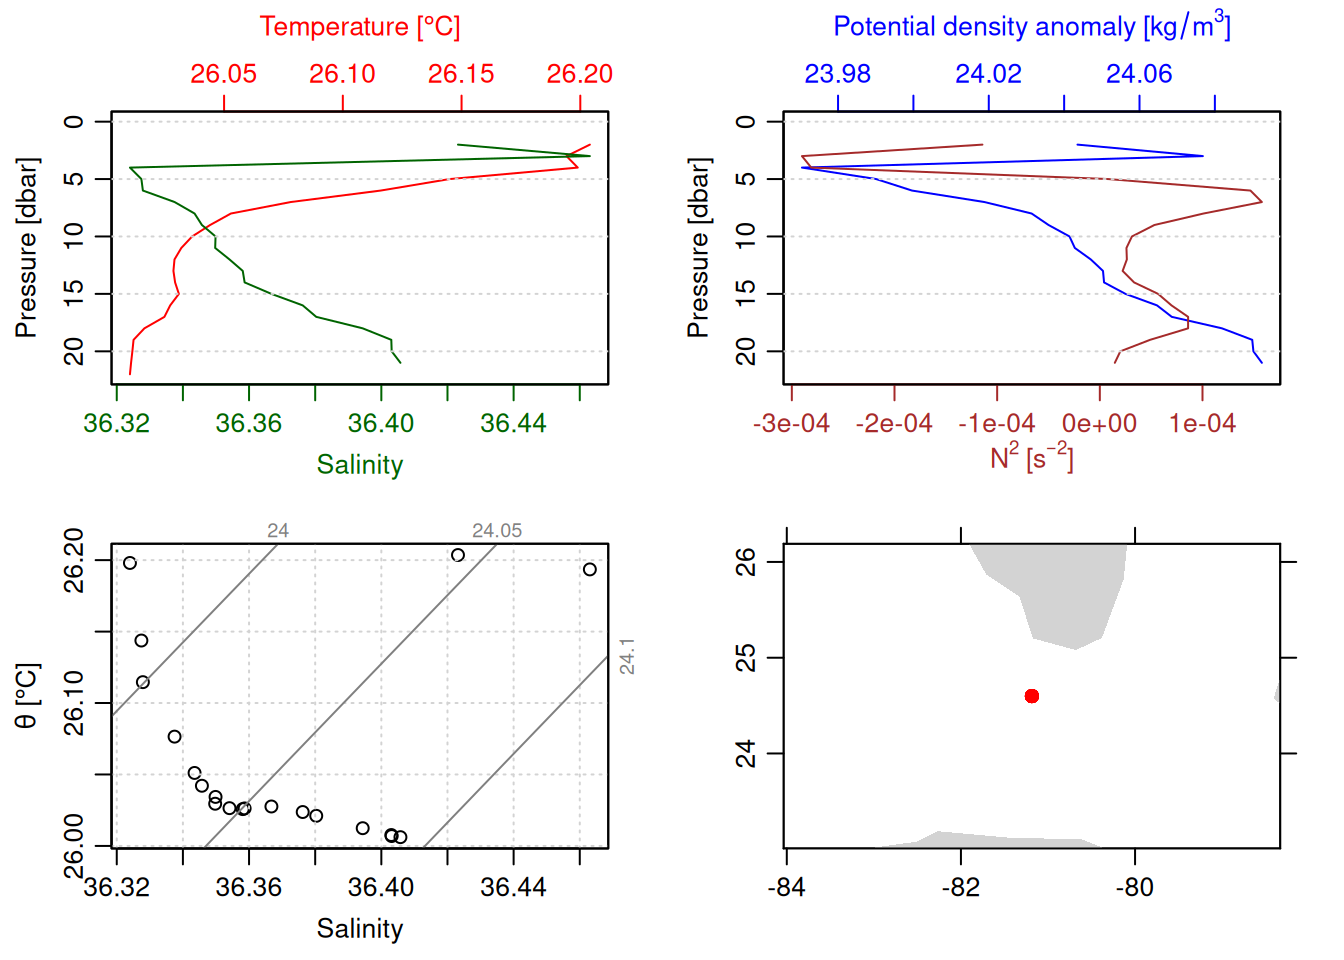 Temperature [°C]
26.05 26.10 26.15 26.20
0
5
10
15
20
Pressure [dbar]
36.32 36.36 36.40 36.44
Salinity
Potential density anomaly [kg/m³]
23.98 24.02 24.06
0
5
10
15
20
Pressure [dbar]
-3e-04 -2e-04 -1e-04 0e+00 1e-04
N² [s⁻²]
24 24.05
24.1
26.20
26.10
26.00
θ [°C]
36.32 36.36 36.40 36.44
Salinity
26
25
24
-84 -82 -80